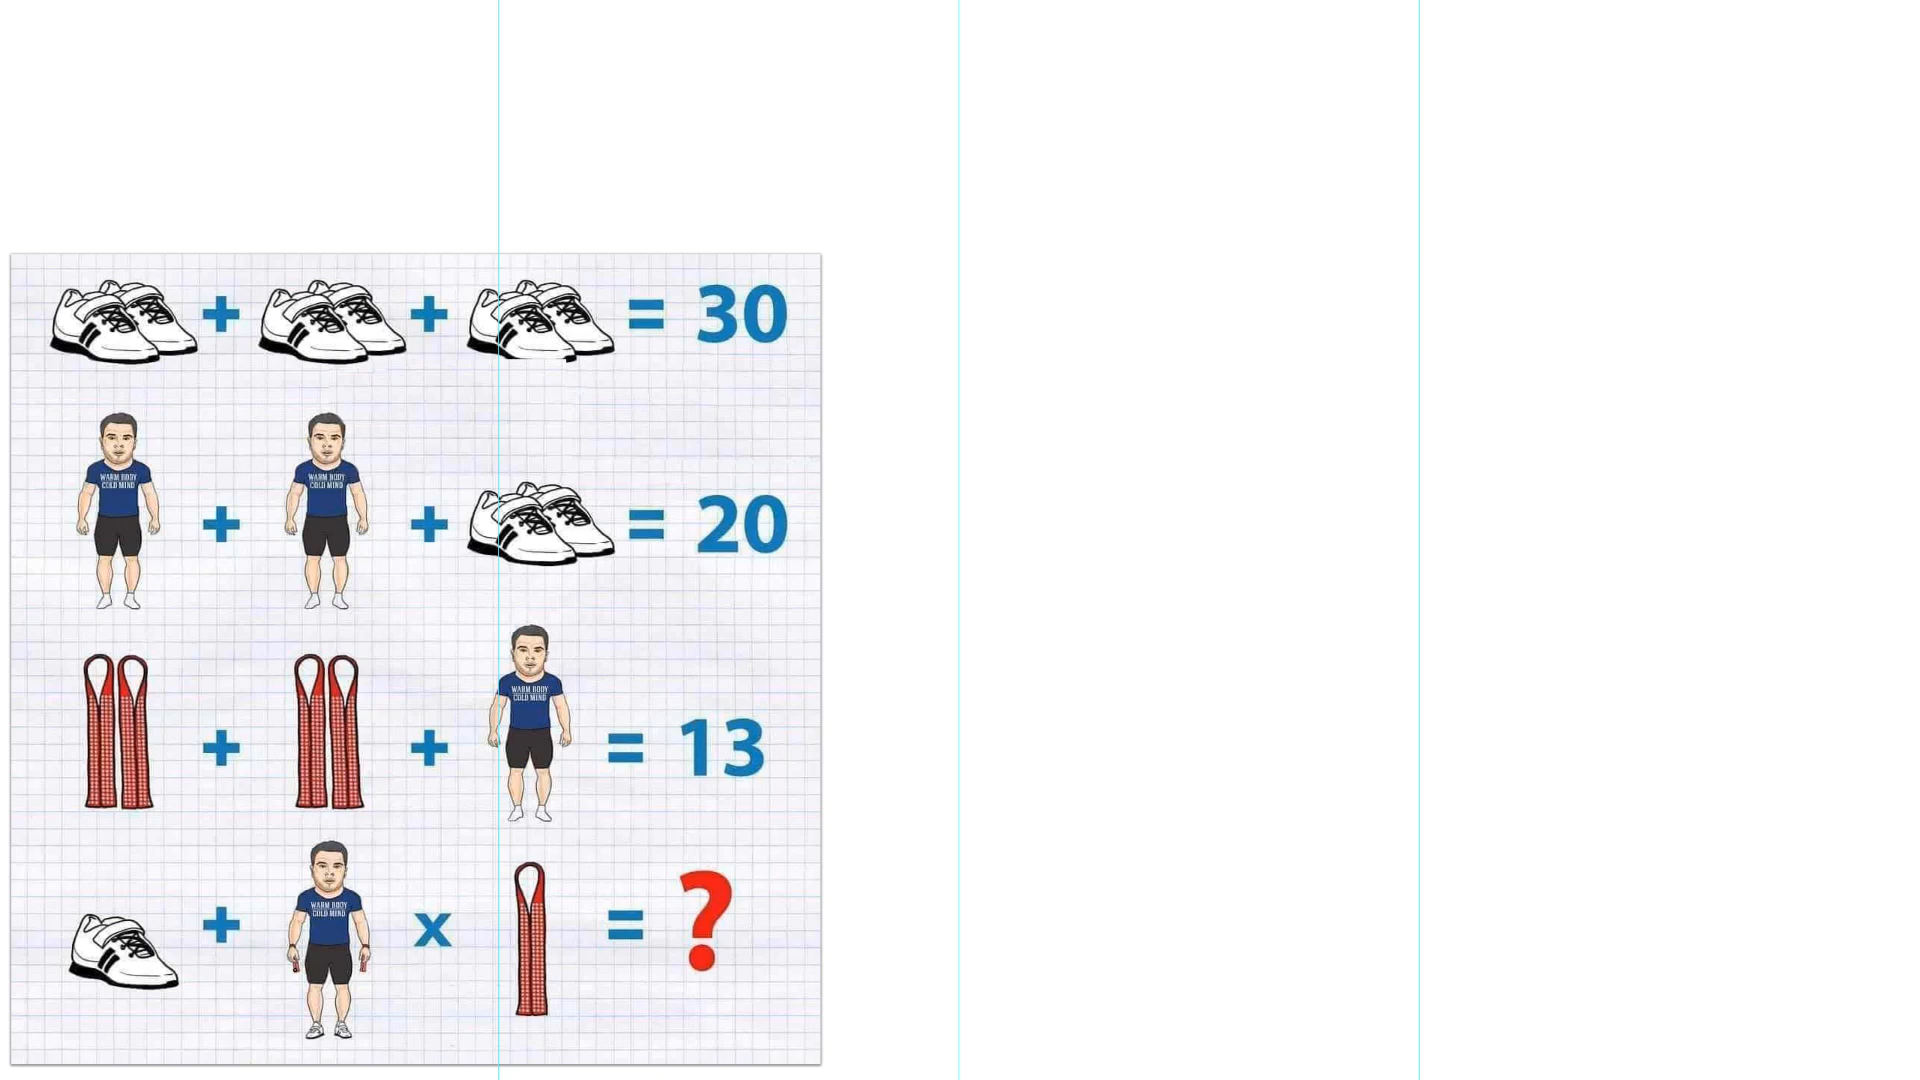 + + = 30
WARM BODY WARM BODY
COLD MIND COLD MIND
+ + = 20
WARM BODY
COLD MIND
+ + = 13
WARM BODY
COLD MIND
+ x = ?